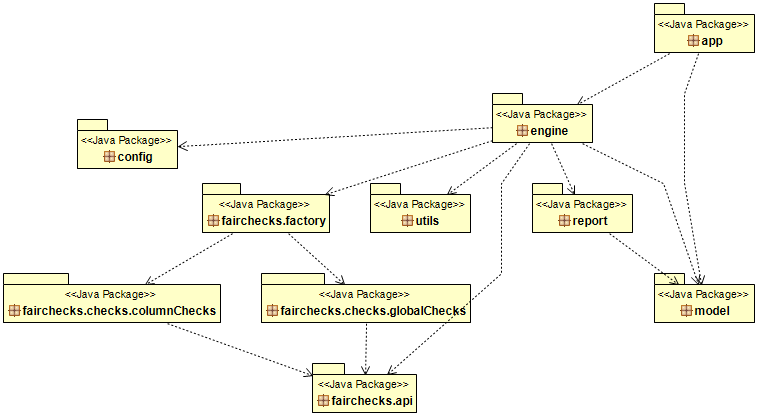 <<Java Package>>
app
<<Java Package>>
engine
<<Java Package>>
config
<<Java Package>>
fairchecks.factory
<<Java Package>>
utils
<<Java Package>>
report
<<Java Package>>
fairchecks.checks.columnChecks
<<Java Package>>
fairchecks.checks.globalChecks
<<Java Package>>
model
<<Java Package>>
fairchecks.api